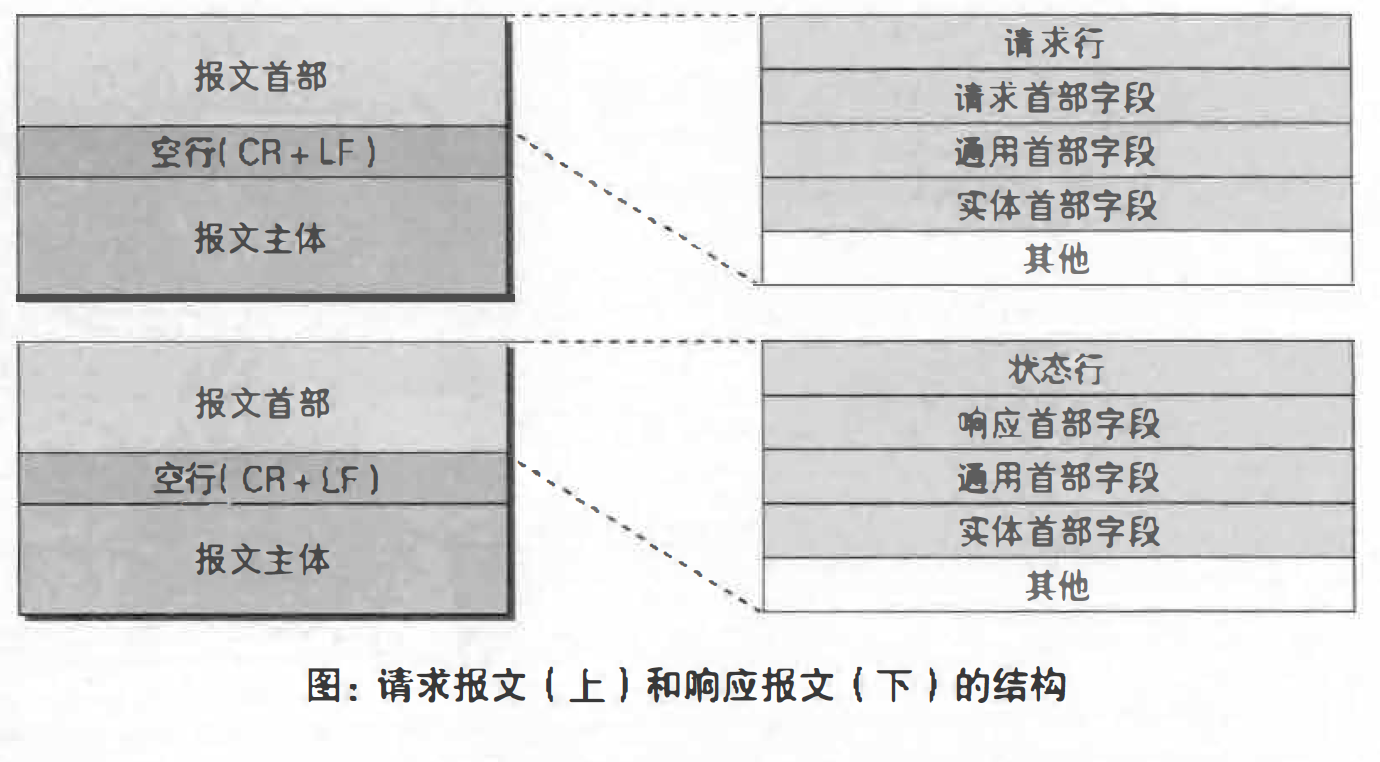 报文首部
空行(CR+LF)
报文主体
请求行
请求首部字段
通用首部字段
实体首部字段
其他
报文首部
空行(CR+LF)
报文主体
状态行
响应首部字段
通用首部字段
实体首部字段
其他
图:请求报文(上)和响应报文(下)的结构